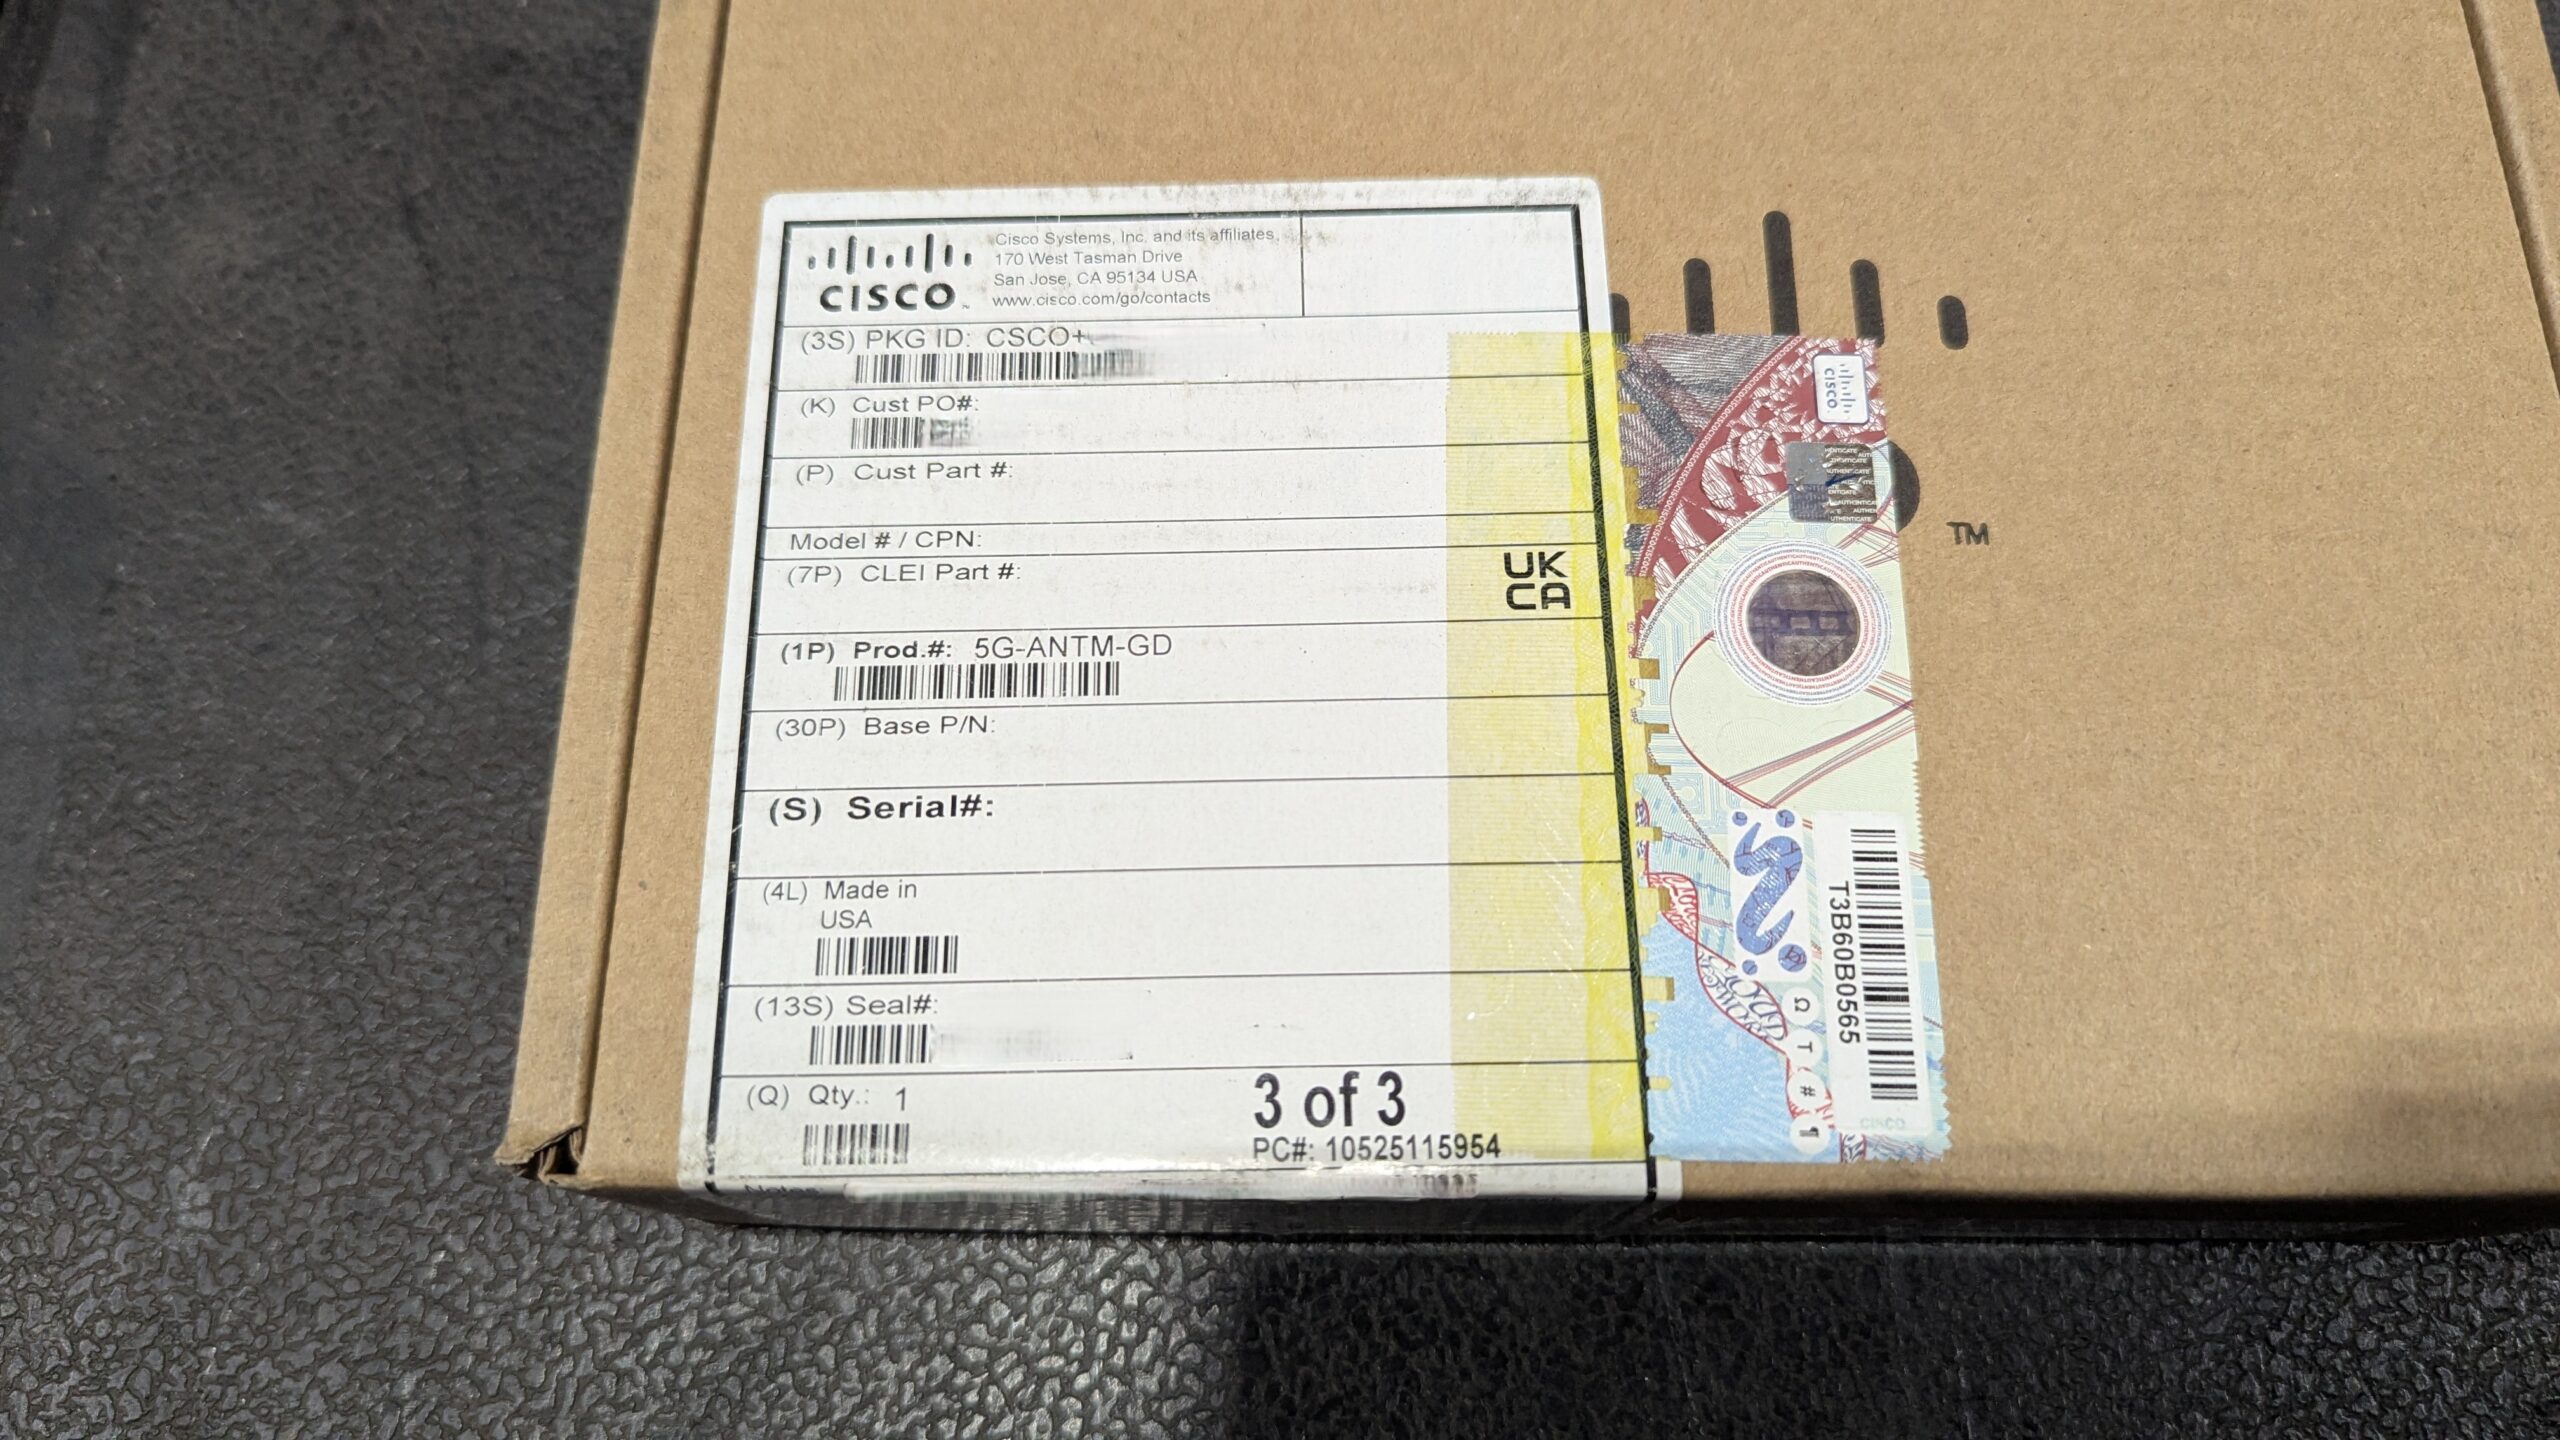 CISCO
Cisco Systems, Inc. and its affiliates.
170 West Tasman Drive
San Jose, CA 95134 USA
www.cisco.com/go/contacts
(3S) PKG ID: CSCO+
(K) Cust PO#:
(P) Cust Part #:
Model # / CPN:
(7P) CLEI Part #:
UK
CA
(1P) Prod.#: 5G-ANTM-GD
(30P) Base P/N:
(S) Serial#:
(4L) Made in
USA
(13S) Seal#:
(Q) Qty.: 1
3 of 3
PC#: 10525115954
Notes:
TM
CISCO
T3B60B0565
Ω
T
#
¶
CISCO